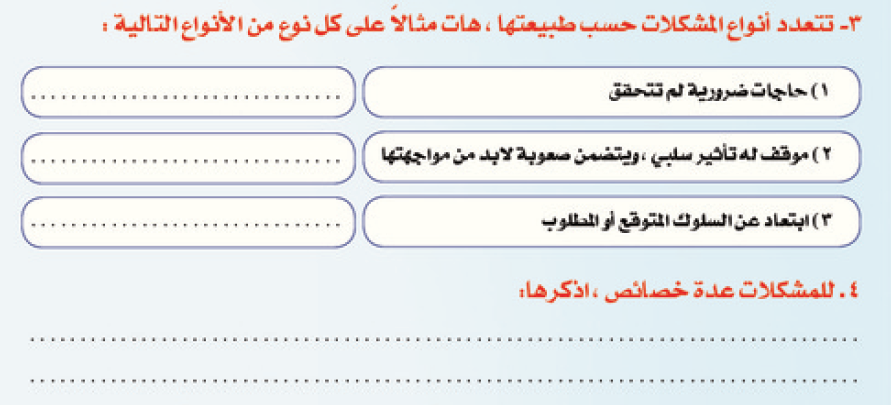 ٣- تتعدد أنواع المشكلات حسب طبيعتها ، هات مثالاً على كل نوع من الأنواع التالية :
١) حاجات ضرورية لم تتحقق ................................
٢) موقف له تأثير سلبي ، ويتضمن صعوبة لابد من مواجهتها ................................
٣) ابتعاد عن السلوك المتوقع أو المطلوب ................................
٤. للمشكلات عدة خصائص ، اذكرها: